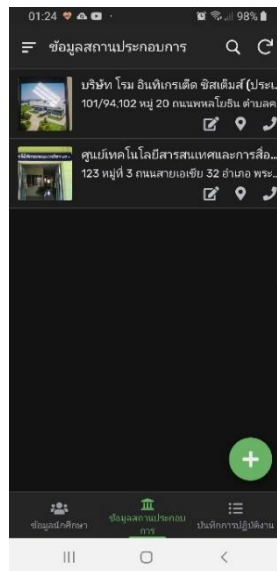 01:24
98%
ข้อมูลสถานประกอบการ
บริษัท โรม อินทิเกรเต็ด ซิสเต็มส์ (ประเ..
101/94,102 หมู่ 20 ถนนพหลโยธิน ตำบลค
ศูนย์เทคโนโลยีสารสนเทศและการสื่อ...
123 หมู่ที่ 3 ถนนสายเอเซีย 32 อำเภอ พระ..
ข้อมูลนักศึกษา
ข้อมูลสถานประกอบ
การ
บันทึกการปฏิบัติงาน